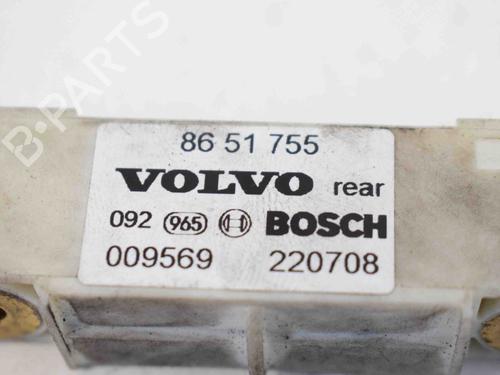 B-PARTS
86 51 755
VOLVO rear
092 965 BOSCH
009569 220708